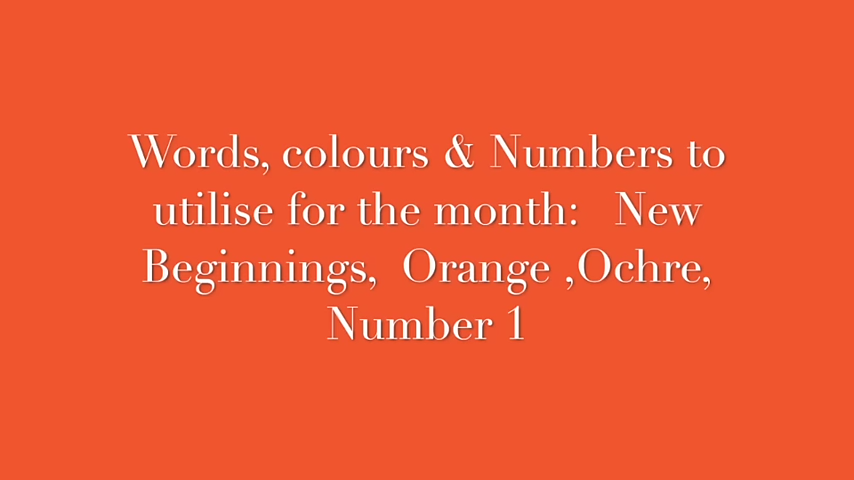 Words, colours & Numbers to
utilise for the month:   New
Beginnings,  Orange ,Ochre,
Number 1